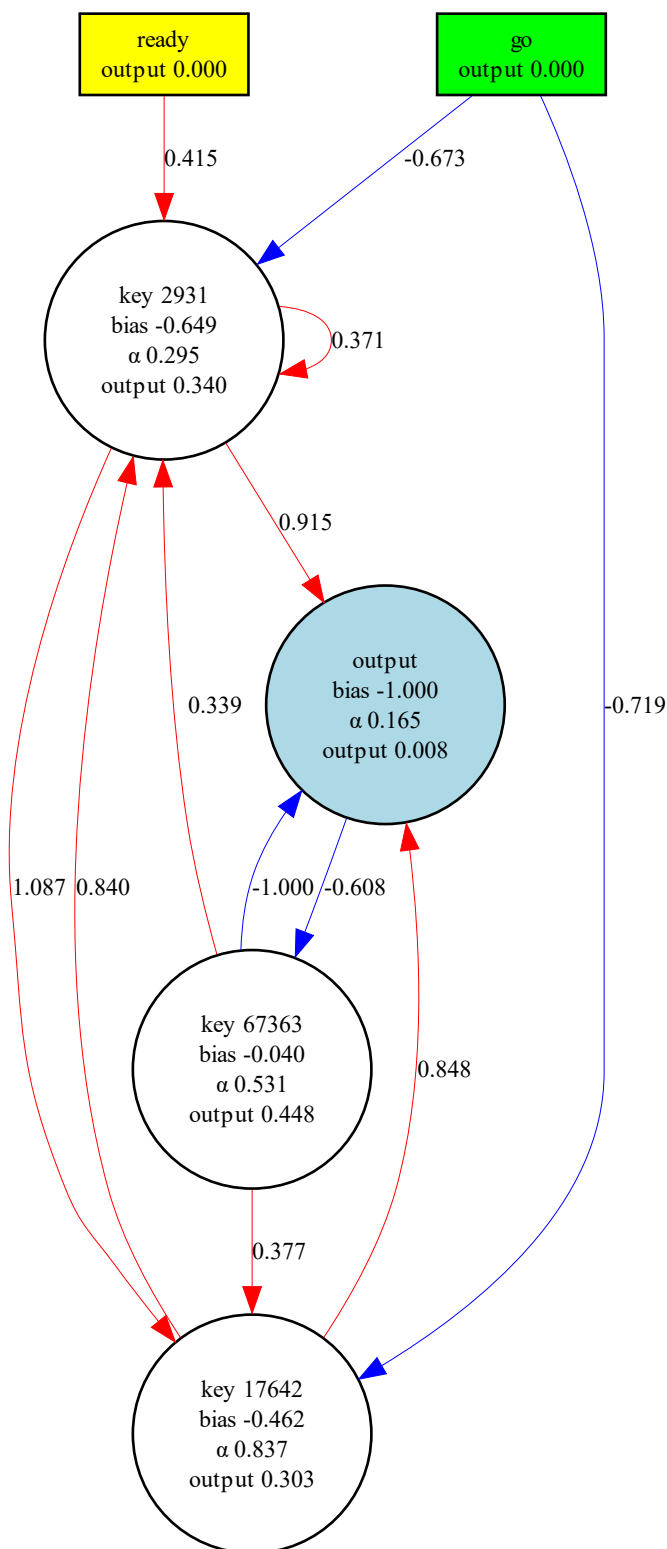 ready
output 0.000
go
output 0.000
0.415
-0.673
key 2931
bias -0.649
α 0.295
output 0.340
0.371
0.915
output
bias -1.000
α 0.165
output 0.008
0.339
-0.719
1.087
0.840
-1.000
-0.608
key 67363
bias -0.040
α 0.531
output 0.448
0.848
0.377
key 17642
bias -0.462
α 0.837
output 0.303